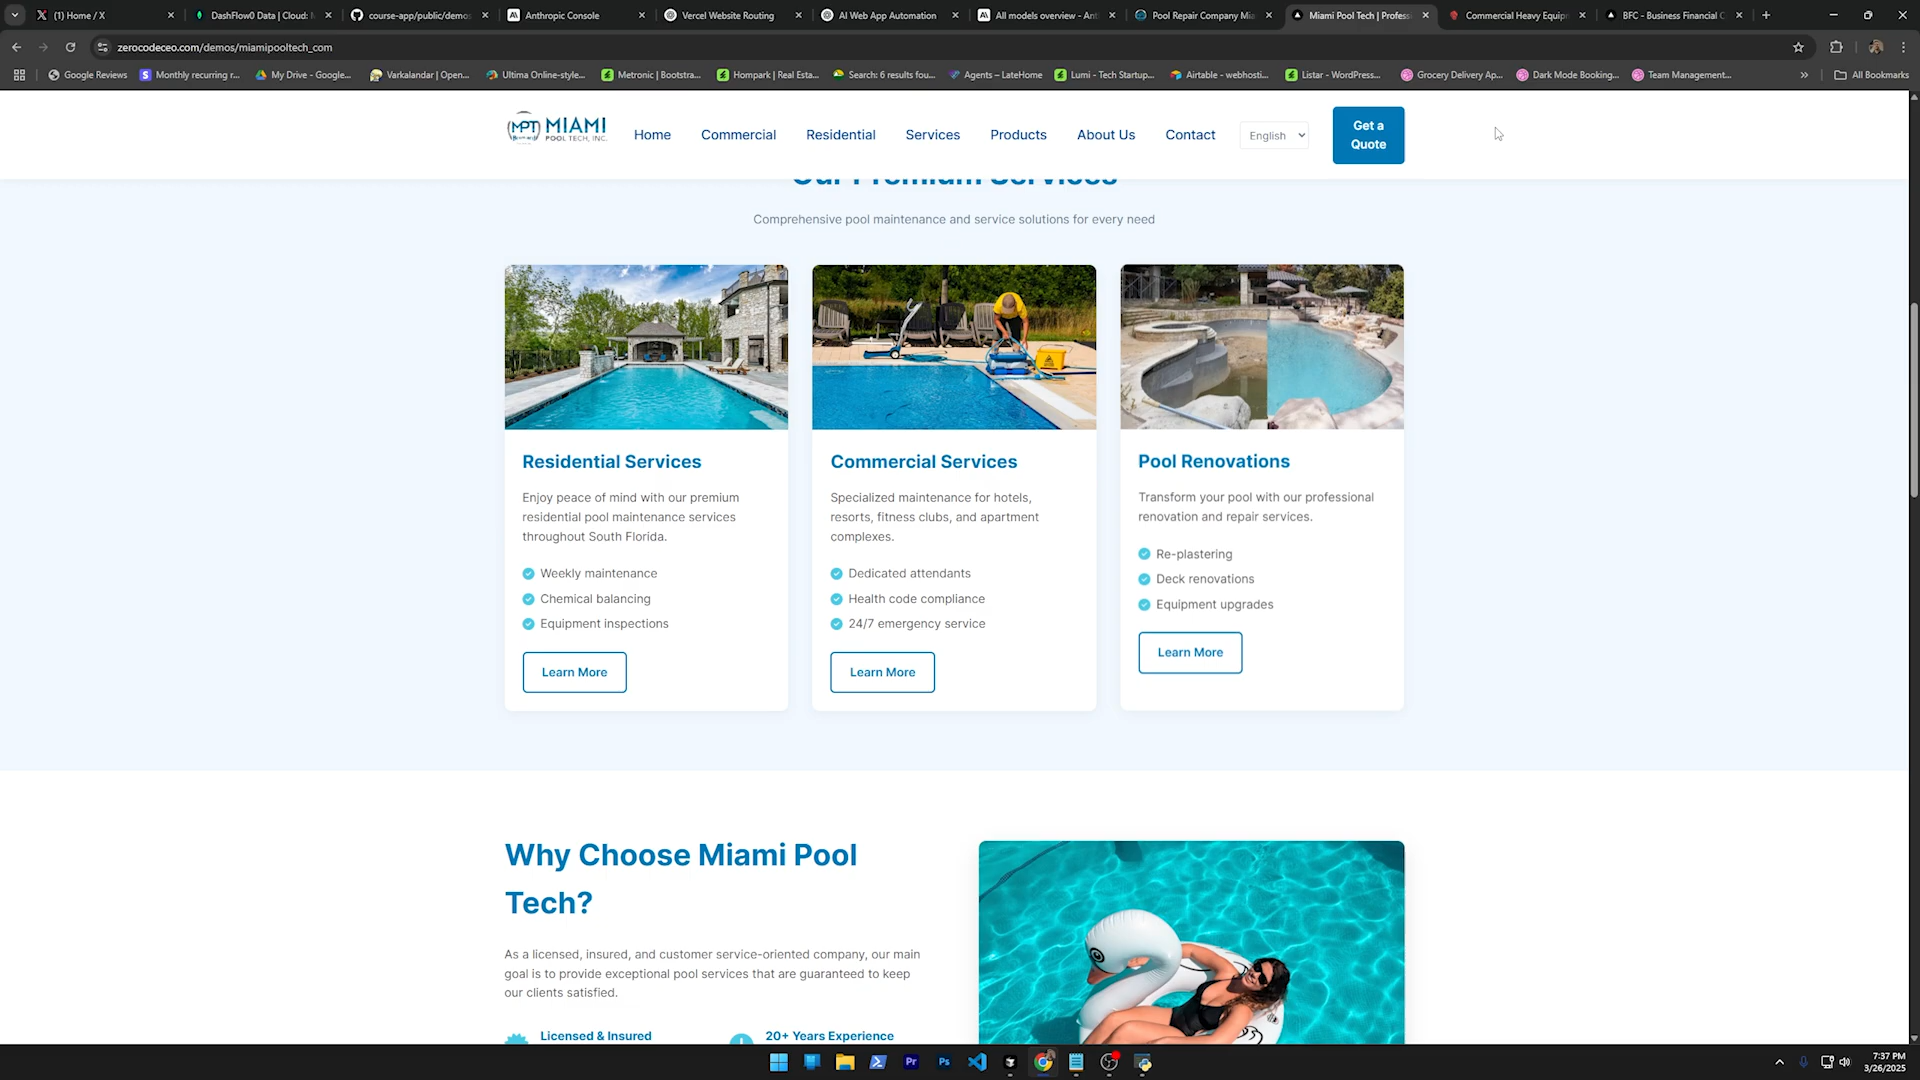 (1) Home / X
DashFlow0 Data | Cloud:
course-app/public/demo
Anthropic Console
Vercel Website Routing
AI Web App Automation
All models overview - Ant
Pool Repair Company Mia
Miami Pool Tech | Profess
Commercial Heavy Equip
BFC - Business Financial C
zerocodeceo.com/demos/miamipooltech_com
Google Reviews
Monthly recurring r...
My Drive - Google...
Varkalandar | Open...
Ultima Online-style...
Metronic | Bootstra...
Hompark | Real Esta...
Search: 6 results fou...
Agents – LateHome
Lumi - Tech Startup...
Airtable - webhosti...
Listar - WordPress...
Grocery Delivery Ap...
Dark Mode Booking...
Team Management...
All Bookmarks
MPT MIAMI
POOL TECH, INC.
Home
Commercial
Residential
Services
Products
About Us
Contact
English
Get a
Quote
Our Premium Services
Comprehensive pool maintenance and service solutions for every need
Residential Services
Enjoy peace of mind with our premium
residential pool maintenance services
throughout South Florida.
Weekly maintenance
Chemical balancing
Equipment inspections
Learn More
Commercial Services
Specialized maintenance for hotels,
resorts, fitness clubs, and apartment
complexes.
Dedicated attendants
Health code compliance
24/7 emergency service
Learn More
Pool Renovations
Transform your pool with our professional
renovation and repair services.
Re-plastering
Deck renovations
Equipment upgrades
Learn More
Why Choose Miami Pool
Tech?
As a licensed, insured, and customer service-oriented company, our main
goal is to provide exceptional pool services that are guaranteed to keep
our clients satisfied.
Licensed & Insured
20+ Years Experience
Pr
Ps
7:37 PM
3/26/2025